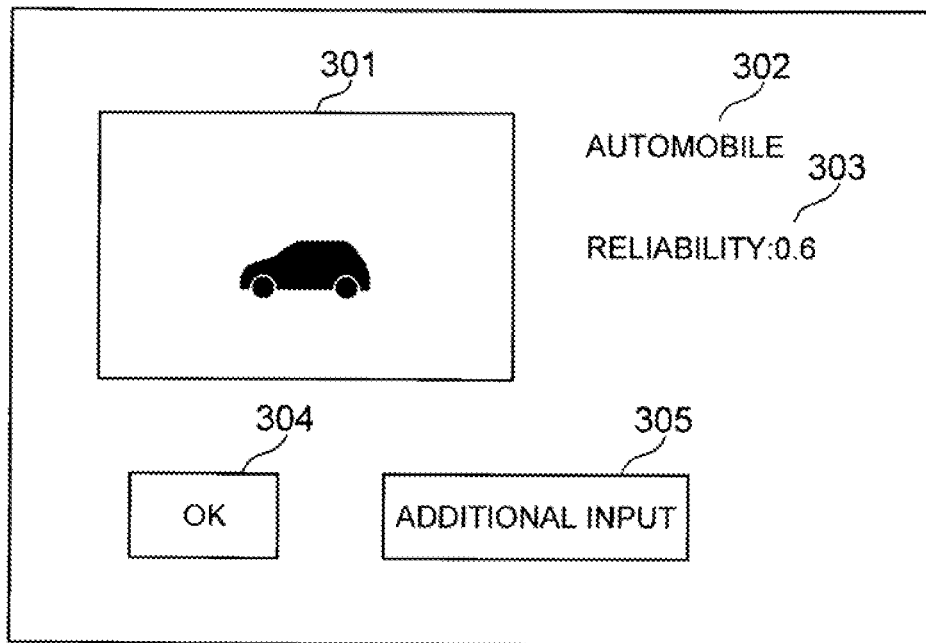 301
302
AUTOMOBILE
303
RELIABILITY:0.6
304
305
OK
ADDITIONAL INPUT